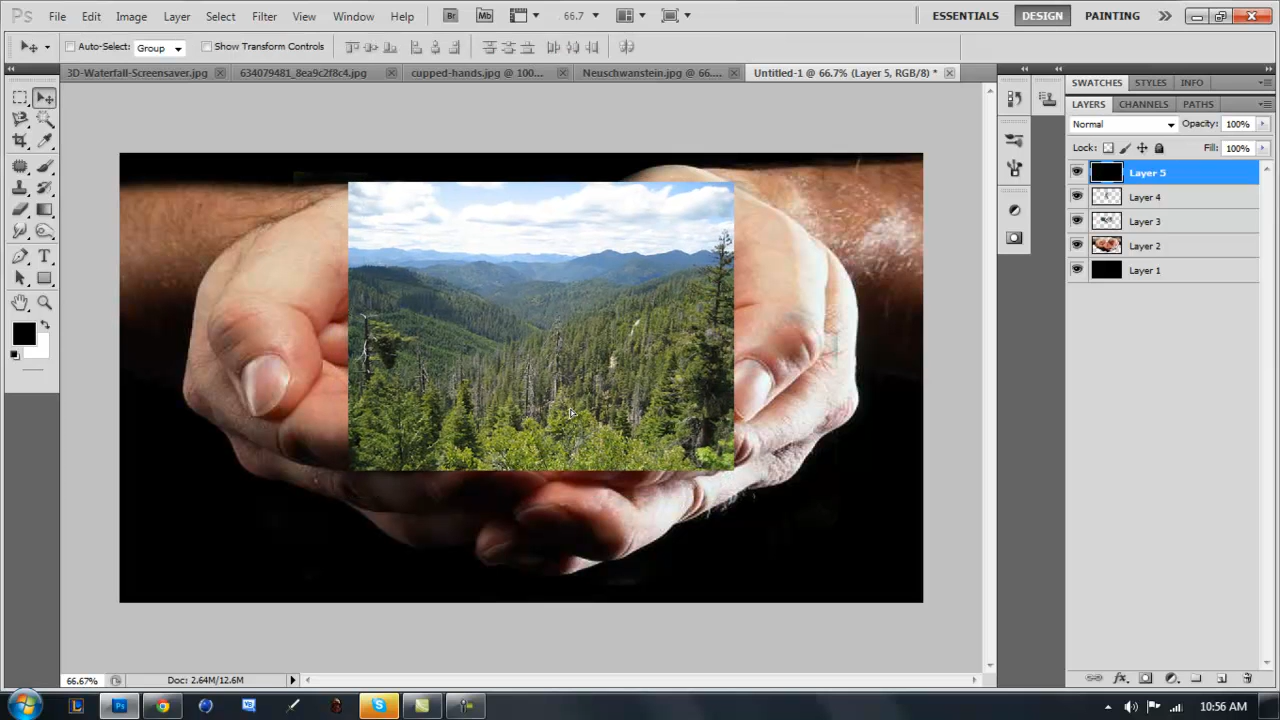 Ps File Edit Image Layer Select Filter View Window Help Br Mb 66.7 ESSENTIALS DESIGN PAINTING
Auto-Select: Group Show Transform Controls
3D-Waterfall-Screensaver.jpg 634079481_8ea9c2f8c4.jpg cupped-hands.jpg @ 100... Neuschwanstein.jpg @ 66.... Untitled-1 @ 66.7% (Layer 5, RGB/8) *
SWATCHES STYLES INFO
LAYERS CHANNELS PATHS
Normal Opacity: 100%
Lock: Fill: 100%
Layer 5
Layer 4
Layer 3
Layer 2
Layer 1
T
fx
66.67% Doc: 2.64M/12.6M
L Ps VB S 10:56 AM